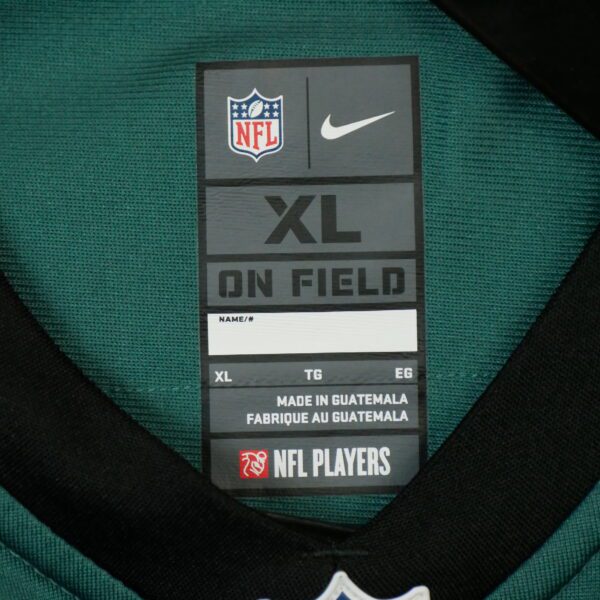 NFL
XL
ON FIELD
NAME/#
XL TG EG
MADE IN GUATEMALA
FABRIQUE AU GUATEMALA
NFL PLAYERS